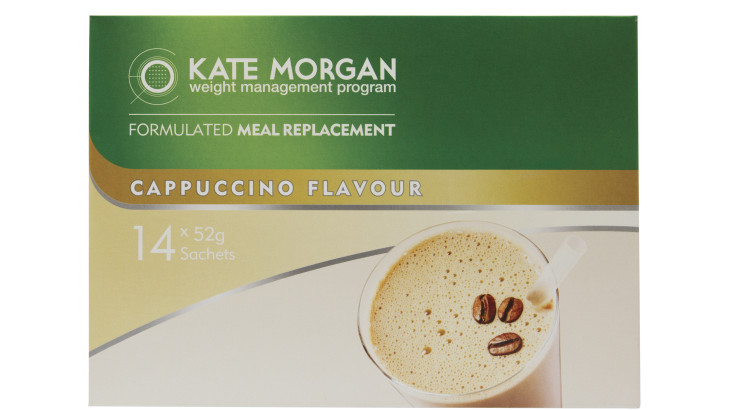 KATE MORGAN
weight management program
FORMULATED MEAL REPLACEMENT
CAPPUCCINO FLAVOUR
14 x 52g
Sachets